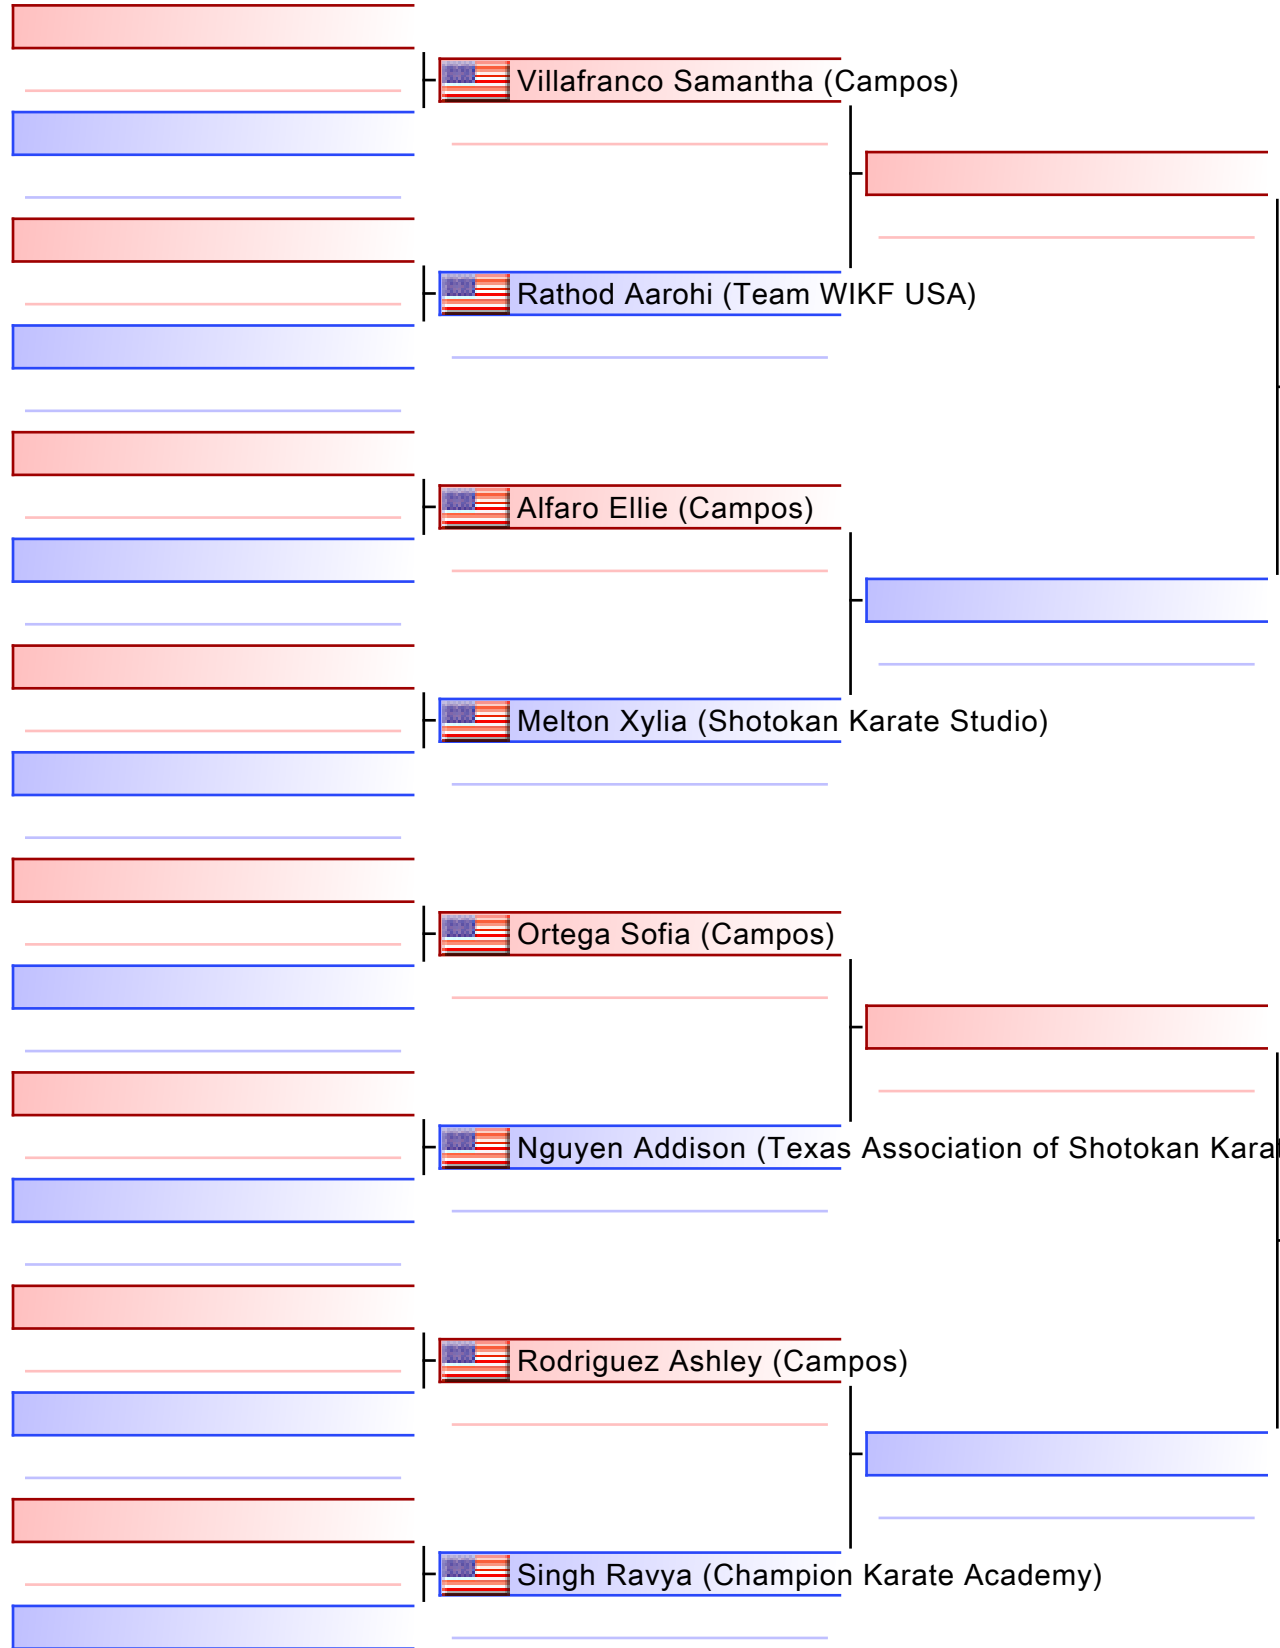 Villafranco Samantha (Campos)
Rathod Aarohi (Team WIKF USA)
Alfaro Ellie (Campos)
Melton Xylia (Shotokan Karate Studio)
Ortega Sofia (Campos)
Nguyen Addison (Texas Association of Shotokan
Rodriguez Ashley (Campos)
Singh Ravya (Champion Karate Academy)